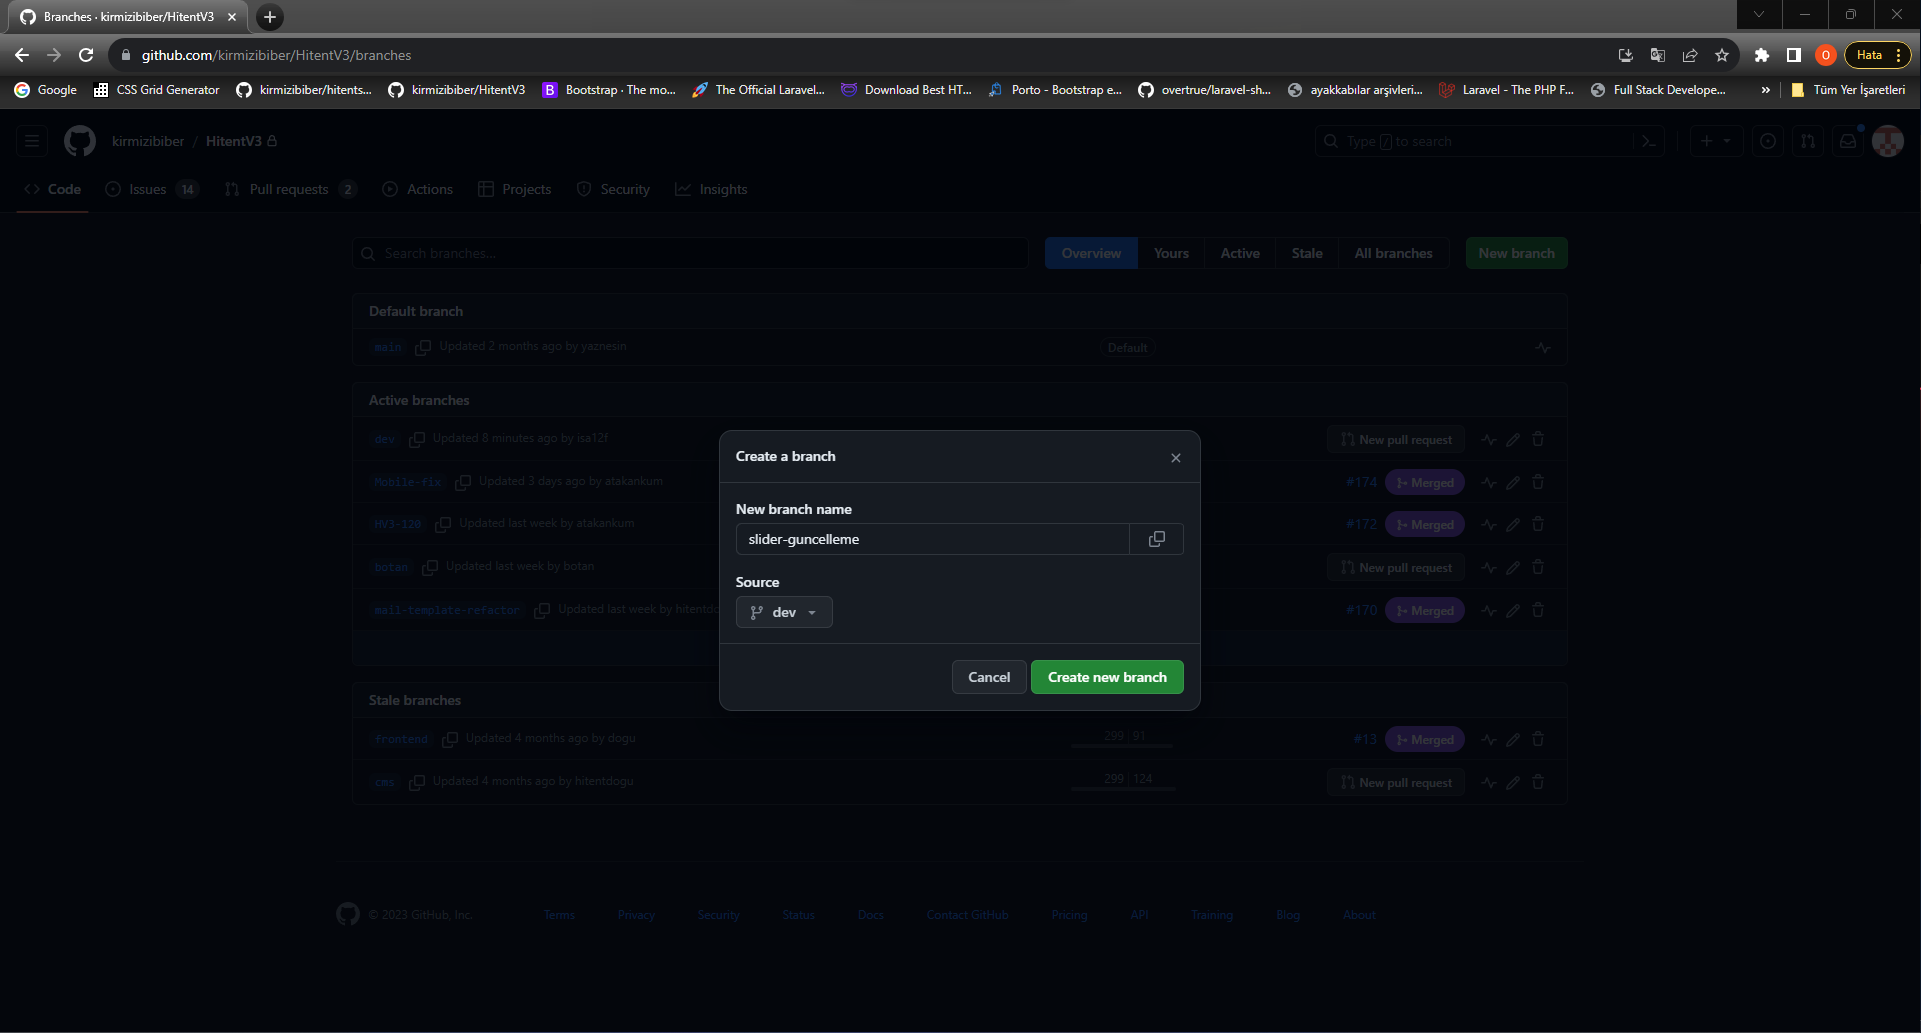 Branches · kirmizibiber/HitentV3
github.com/kirmizibiber/HitentV3/branches
O
Hata
Google
CSS Grid Generator
kirmizibiber/hitents...
kirmizibiber/HitentV3
B Bootstrap · The mo...
The Official Laravel...
Download Best HT...
Porto - Bootstrap e...
overtrue/laravel-sh...
ayakkabılar arşivleri...
Laravel - The PHP F...
Full Stack Develope...
»
Tüm Yer İşaretleri
kirmizibiber / HitentV3
Type / to search
Code
Issues 14
Pull requests 2
Actions
Projects
Security
Insights
Search branches...
Overview
Yours
Active
Stale
All branches
New branch
Default branch
main Updated 2 months ago by yaznesin Default
Active branches
dev Updated 8 minutes ago by isa12f New pull request
Mobile-fix Updated 3 days ago by atakankum #174 Merged
HV3-120 Updated last week by atakankum #172 Merged
botan Updated last week by botan New pull request
mail-template-refactor Updated last week by hitentdo #170 Merged
Create a branch
New branch name
slider-guncelleme
Source
dev
Cancel
Create new branch
Stale branches
frontend Updated 4 months ago by dogu 299 | 91 #13 Merged
cms Updated 4 months ago by hitentdogu 299 | 124 New pull request
© 2023 GitHub, Inc.
Terms
Privacy
Security
Status
Docs
Contact GitHub
Pricing
API
Training
Blog
About